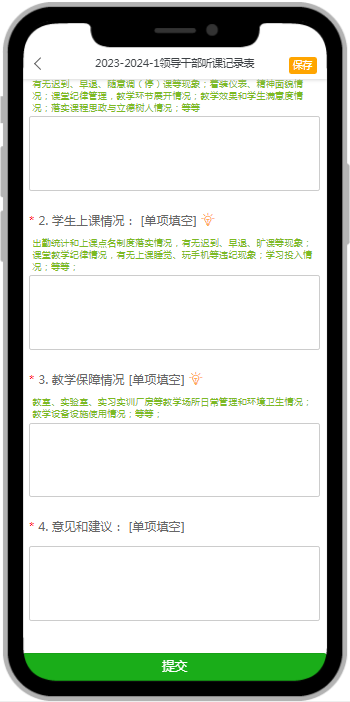 2023-2024-1领导干部听课记录表
保存
有无迟到、早退、随意调（停）课等现象；着装仪表、精神面貌情
况；课堂纪律管理，教学环节展开情况；教学效果和学生满意度情
况；落实课程思政与立德树人情况；等等
* 2. 学生上课情况： [单项填空]
出勤统计和上课点名制度落实情况，有无迟到、早退、旷课等现象；
课堂教学纪律情况，有无上课睡觉、玩手机等违纪现象；学习投入情
况；等等；
* 3. 教学保障情况 [单项填空]
教室、实验室、实习实训厂房等教学场所日常管理和环境卫生情况；
教学设备设施使用情况；等等；
* 4. 意见和建议： [单项填空]
提交